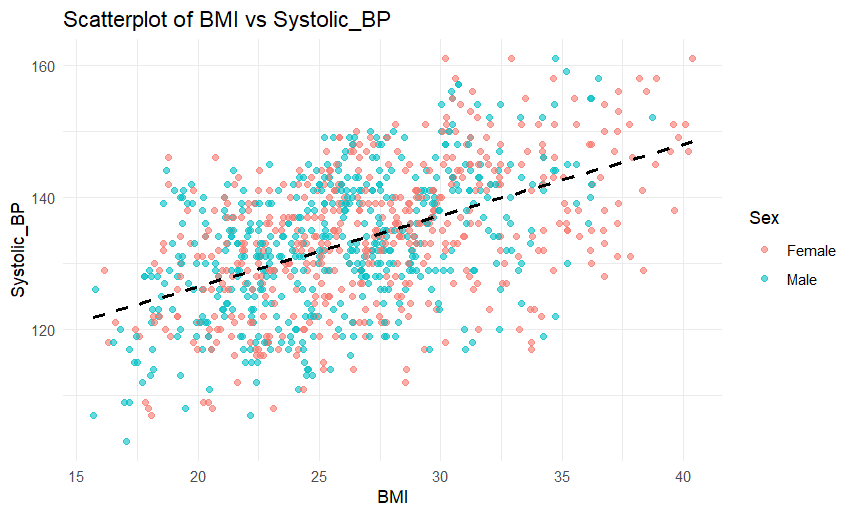 Scatterplot of BMI vs Systolic_BP
Systolic_BP
160
140
120
15 20 25 30 35 40
BMI
Sex
Female
Male